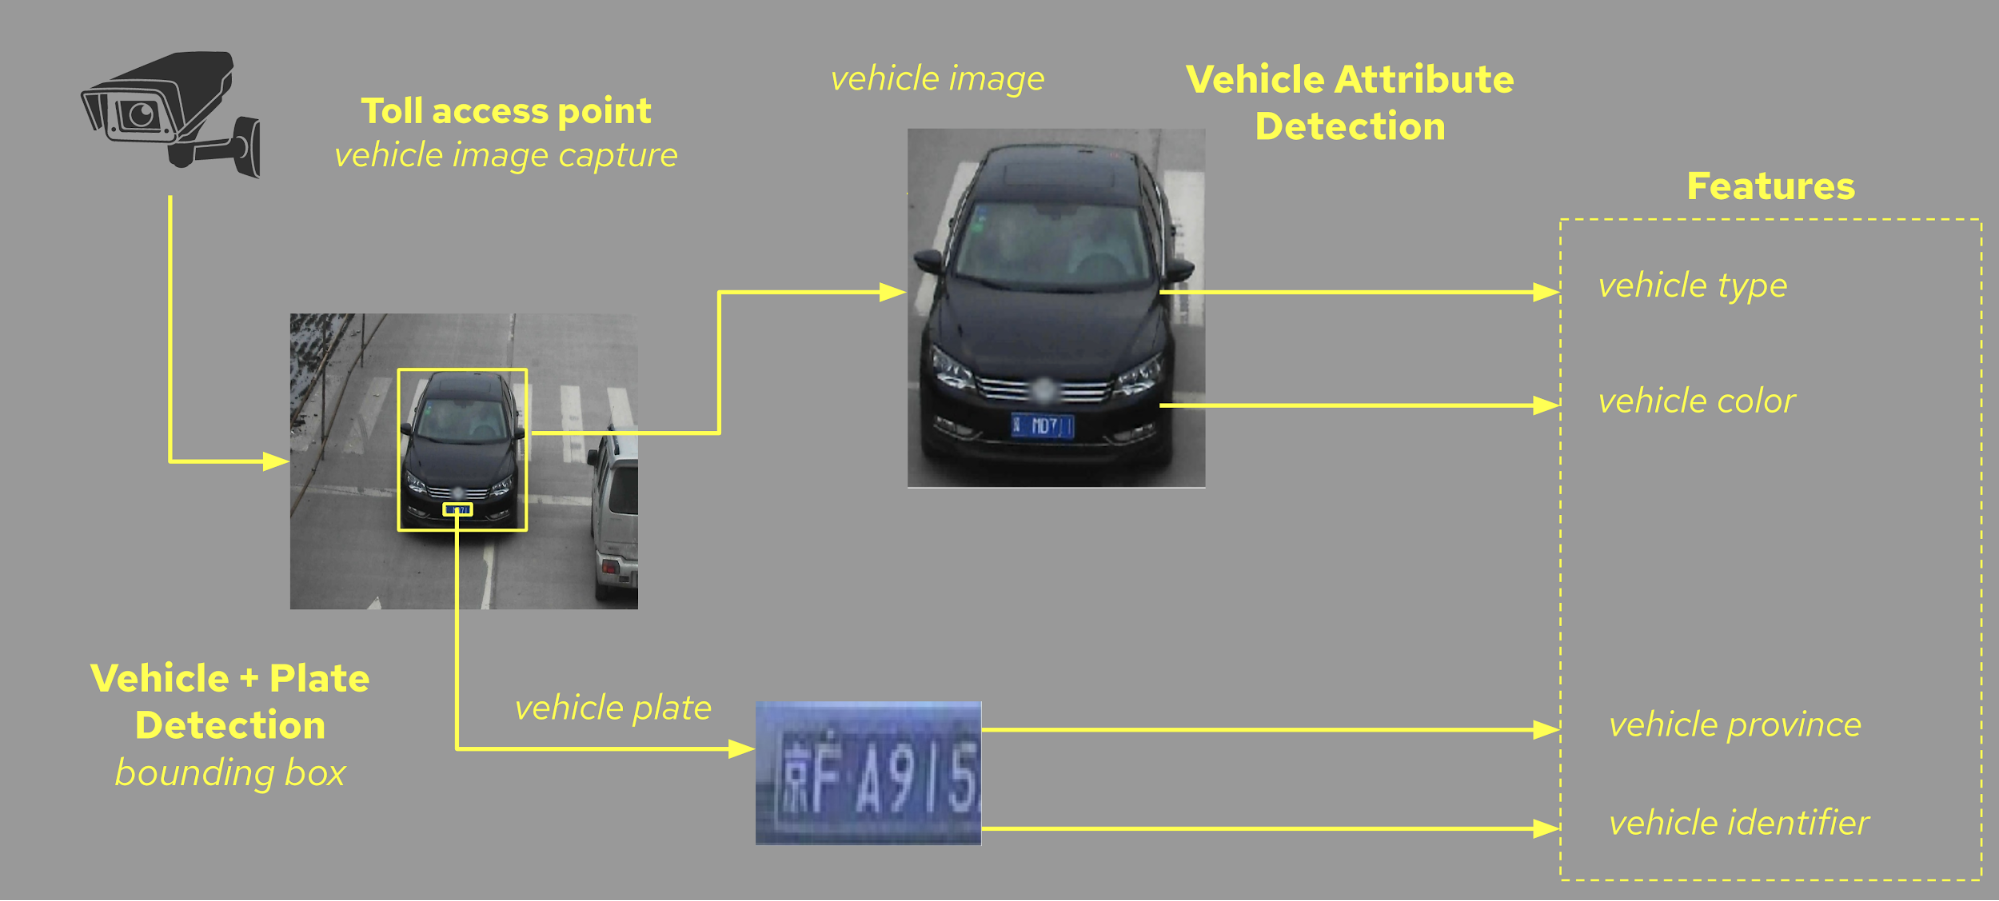 Toll access point
vehicle image capture
vehicle image
Vehicle Attribute
Detection
Features
vehicle type
vehicle color
MD7
Vehicle + Plate
Detection
bounding box
vehicle plate
京F A915
vehicle province
vehicle identifier